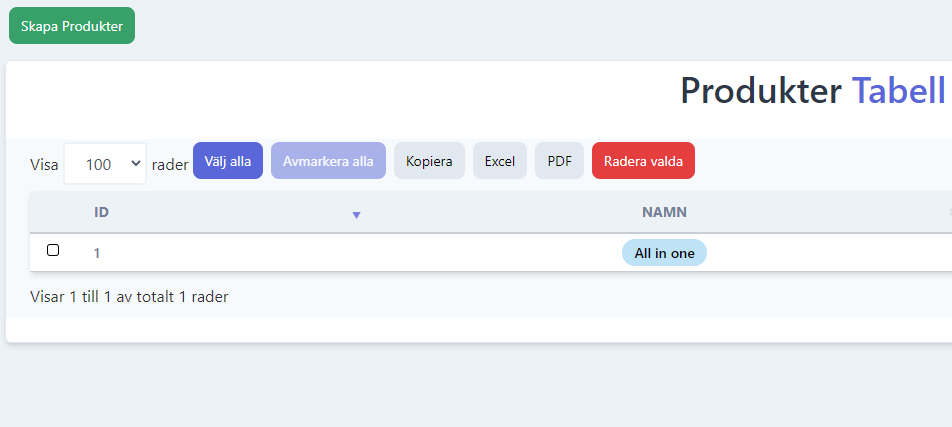 Skapa Produkter
Produkter Tabell
Visa 100 rader Välj alla Avmarkera alla Kopiera Excel PDF Radera valda
ID NAMN
1 All in one
Visar 1 till 1 av totalt 1 rader